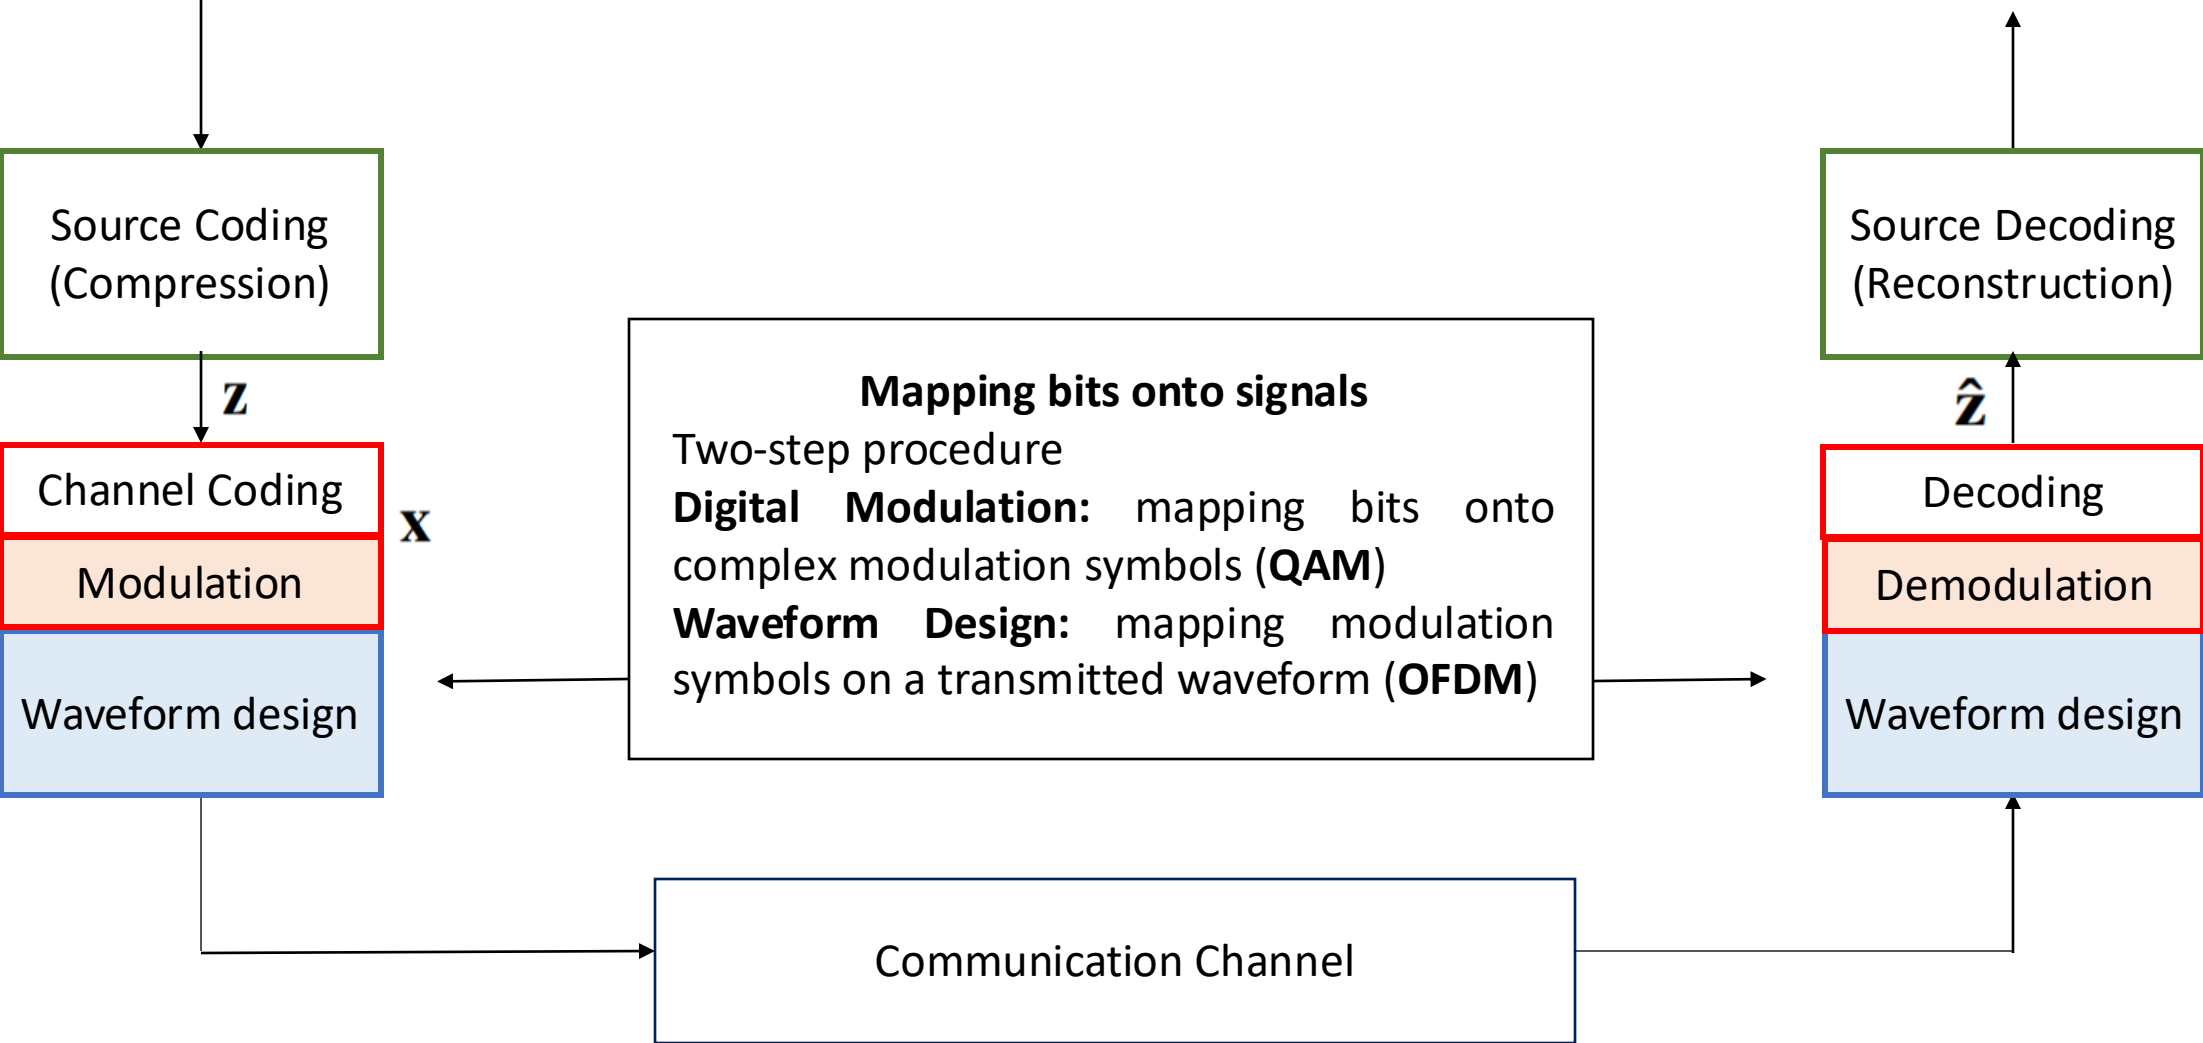 Source Coding
(Compression)
z
Channel Coding
x
Modulation
Waveform design
Mapping bits onto signals
Two-step procedure
Digital Modulation: mapping bits onto
complex modulation symbols (QAM)
Waveform Design: mapping modulation
symbols on a transmitted waveform (OFDM)
Source Decoding
(Reconstruction)
ẑ
Decoding
Demodulation
Waveform design
Communication Channel